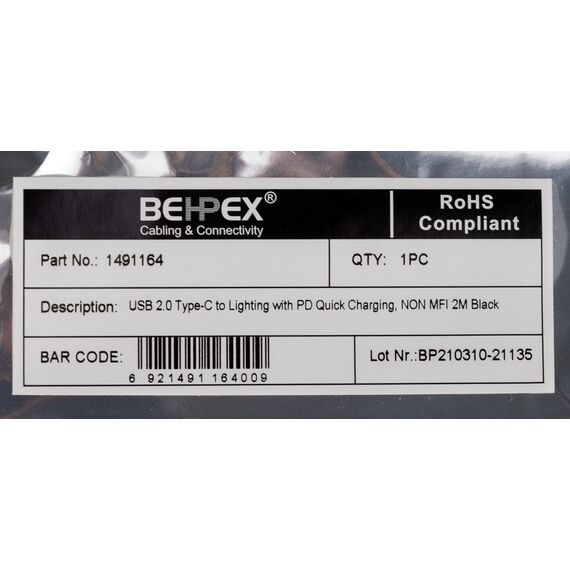 BEHPEX®
Cabling & Connectivity
RoHS
Compliant
Part No.: 1491164
QTY: 1PC
Description: USB 2.0 Type-C to Lighting with PD Quick Charging, NON MFI 2M Black
BAR CODE:
6 921491 164009
Lot Nr.:BP210310-21135